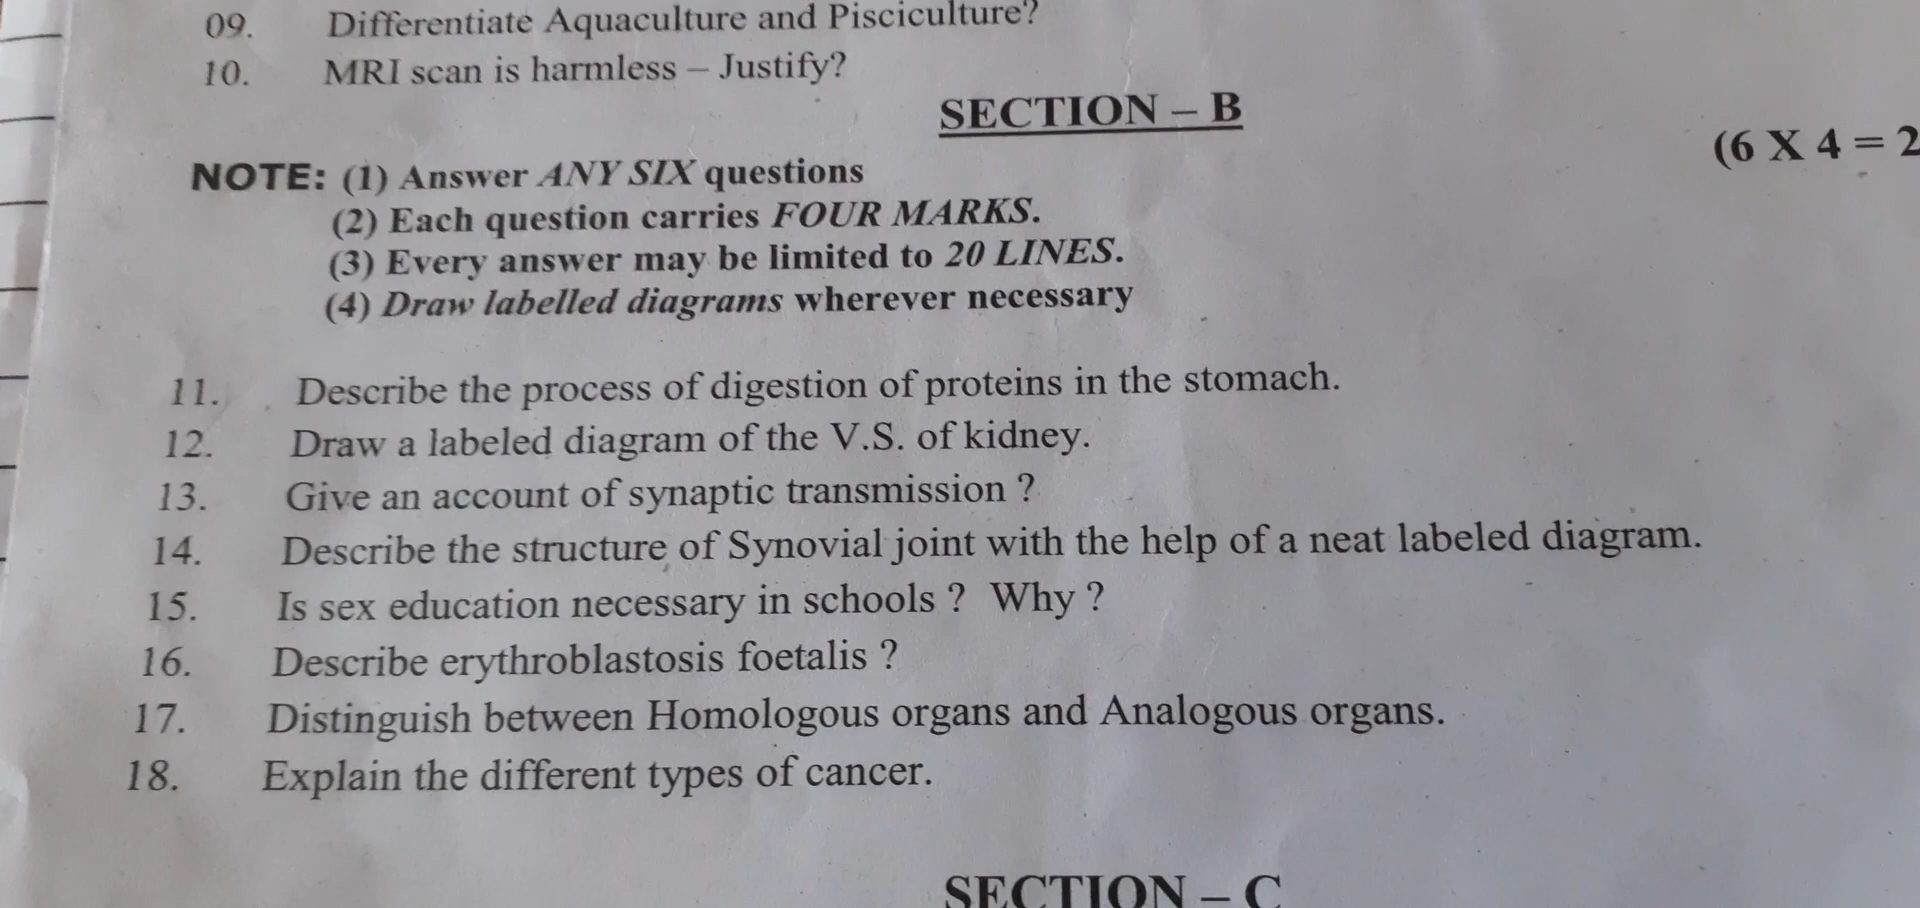 09. Differentiate Aquaculture and Pisciculture?
10. MRI scan is harmless – Justify?
SECTION – B
(6 X 4 = 2
NOTE: (1) Answer ANY SIX questions
(2) Each question carries FOUR MARKS.
(3) Every answer may be limited to 20 LINES.
(4) Draw labelled diagrams wherever necessary
11. Describe the process of digestion of proteins in the stomach.
12. Draw a labeled diagram of the V.S. of kidney.
13. Give an account of synaptic transmission ?
14. Describe the structure of Synovial joint with the help of a neat labeled diagram.
15. Is sex education necessary in schools ? Why ?
16. Describe erythroblastosis foetalis ?
17. Distinguish between Homologous organs and Analogous organs.
18. Explain the different types of cancer.
SECTION – C